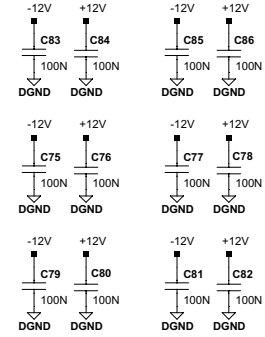 -12V +12V -12V +12V
C83 C84 C85 C86
100N 100N 100N 100N
DGND DGND DGND DGND
-12V +12V -12V +12V
C75 C76 C77 C78
100N 100N 100N 100N
DGND DGND DGND DGND
-12V +12V -12V +12V
C79 C80 C81 C82
100N 100N 100N 100N
DGND DGND DGND DGND